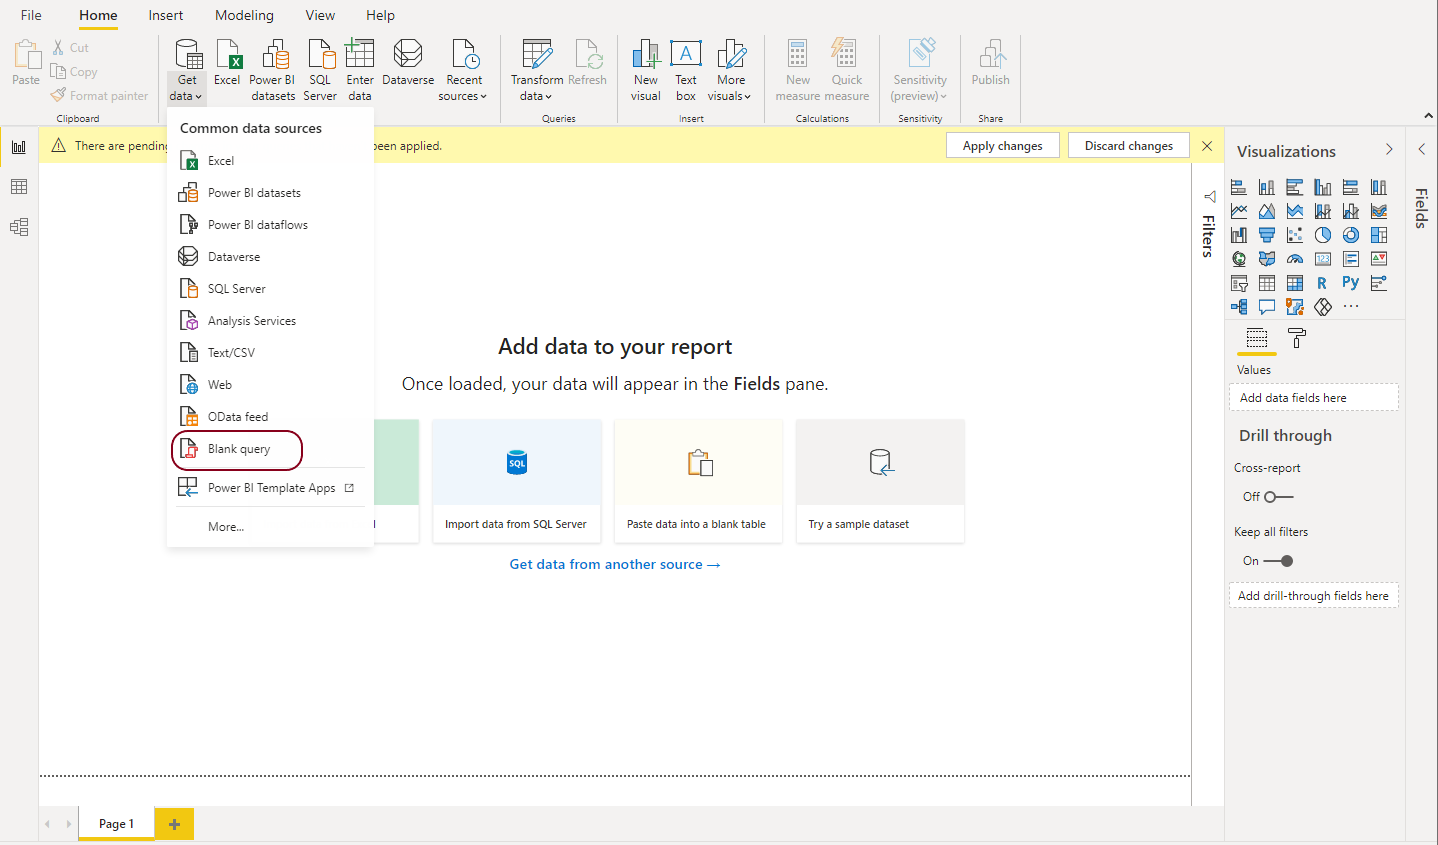 File Home Insert Modeling View Help
Paste
Cut
Copy
Format painter
Clipboard
Get data
Excel
Power BI datasets
SQL Server
Enter data
Dataverse
Recent sources
Transform data
Refresh
Queries
New visual
Text box
More visuals
Insert
New measure
Quick measure
Calculations
Sensitivity (preview)
Sensitivity
Publish
Share
There are pending
been applied.
Apply changes
Discard changes
Common data sources
Excel
Power BI datasets
Power BI dataflows
Dataverse
SQL Server
Analysis Services
Text/CSV
Web
OData feed
Blank query
Power BI Template Apps
More...
Add data to your report
Once loaded, your data will appear in the Fields pane.
SQL
Import data from SQL Server
Paste data into a blank table
Try a sample dataset
Get data from another source →
Filters
Visualizations
123
R
Py
...
Values
Add data fields here
Drill through
Cross-report
Off
Keep all filters
On
Add drill-through fields here
Fields
Page 1
+